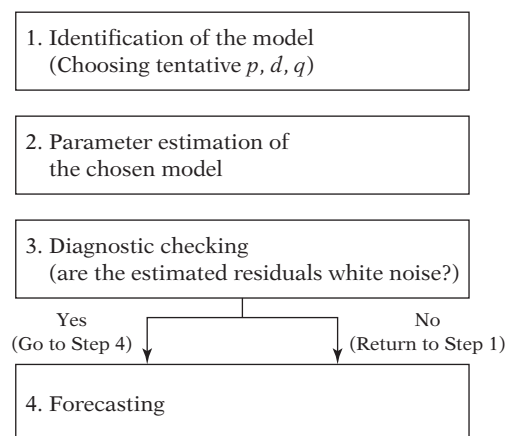 1. Identification of the model
(Choosing tentative p, d, q)
2. Parameter estimation of
the chosen model
3. Diagnostic checking
(are the estimated residuals white noise?)
Yes
(Go to Step 4)
No
(Return to Step 1)
4. Forecasting